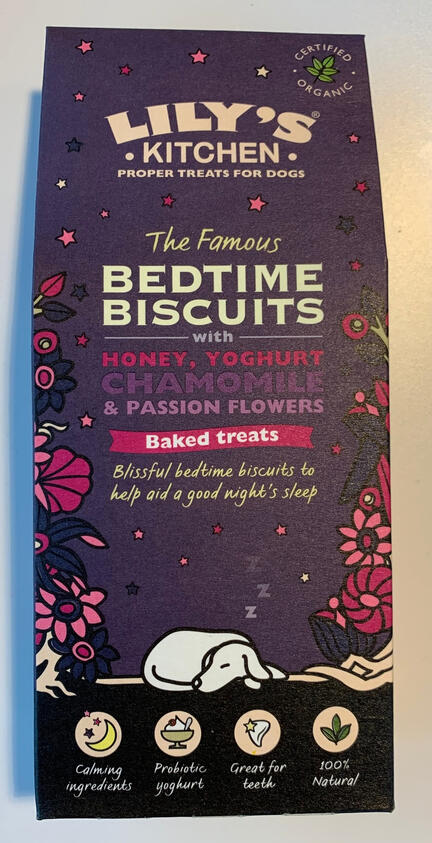 CERTIFIED
ORGANIC
LILY'S®
• KITCHEN •
PROPER TREATS FOR DOGS
The Famous
BEDTIME
BISCUITS
with
HONEY, YOGHURT
CHAMOMILE
& PASSION FLOWERS
Baked treats
Blissful bedtime biscuits to
help aid a good night's sleep
z
z
z
Calming
ingredients
Probiotic
yoghurt
Great for
teeth
100%
Natural